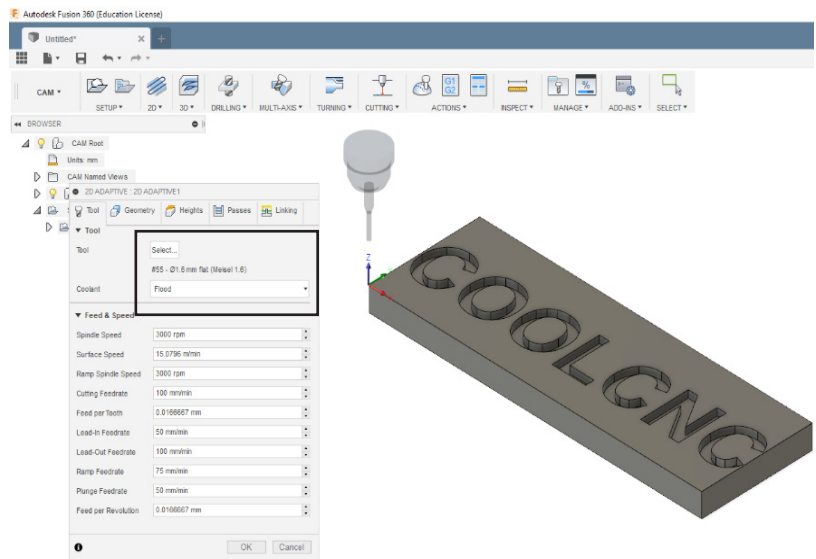 Autodesk Fusion 360 (Education License)
Untitled*
CAM
SETUP
2D
3D
DRILLING
MULTI-AXIS
TURNING
CUTTING
G1
G2
ACTIONS
INSPECT
%
MANAGE
ADD-INS
SELECT
BROWSER
CAM Root
Units: mm
CAM Named Views
2D ADAPTIVE : 2D ADAPTIVE1
Tool
Geometry
Heights
Passes
Linking
Tool
Tool
Select...
#55 - Ø1.6 mm flat (Meisel 1.6)
Coolant
Flood
Feed & Speed
Spindle Speed
3000 rpm
Surface Speed
15.0796 m/min
Ramp Spindle Speed
3000 rpm
Cutting Feedrate
100 mm/min
Feed per Tooth
0.0166667 mm
Lead-In Feedrate
50 mm/min
Lead-Out Feedrate
100 mm/min
Ramp Feedrate
75 mm/min
Plunge Feedrate
50 mm/min
Feed per Revolution
0.0166667 mm
OK
Cancel
Z
COOLCNC